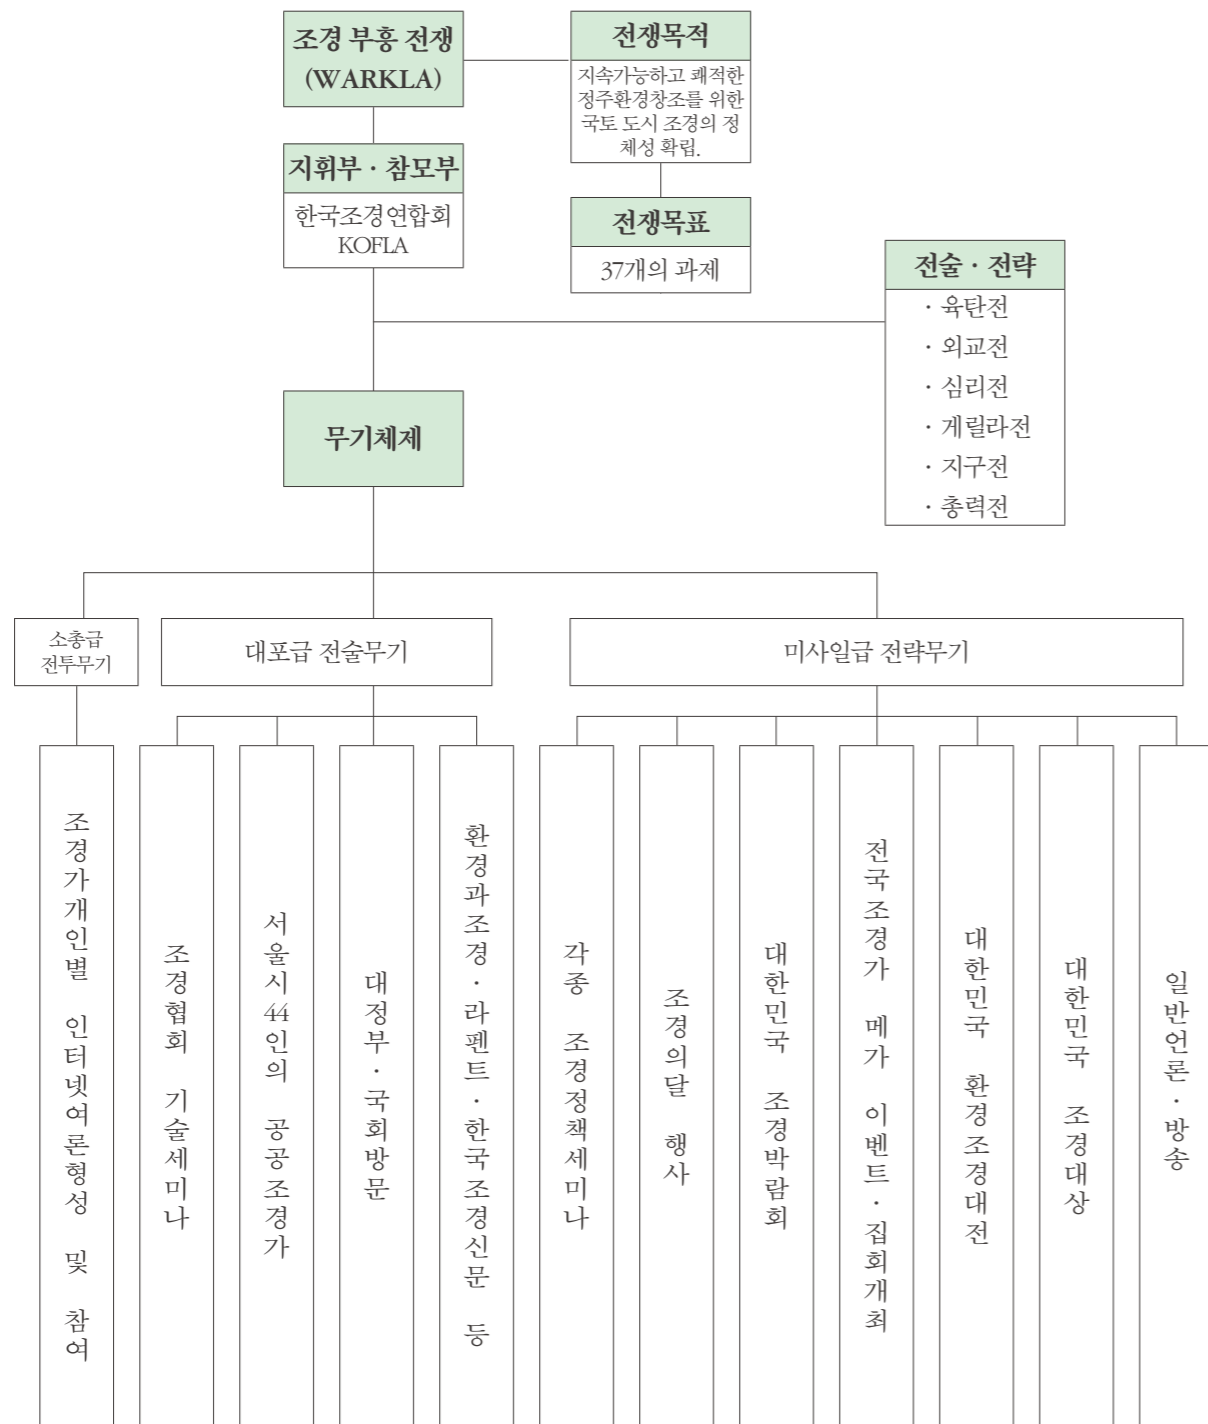 조경 부흥 전쟁
(WARKLA)
전쟁목적
지속가능하고 쾌적한
정주환경창조를 위한
국토 도시 조경의 정
체성 확립.
지휘부 · 참모부
한국조경연합회
KOFLA
전쟁목표
37개의 과제
전술 · 전략
· 육탄전
· 외교전
· 심리전
· 게릴라전
· 지구전
· 총력전
무기체제
소총급
전투무기
대포급 전술무기
미사일급 전략무기
조경가개인별 인터넷여론형성 및 참여
조경협회 기술세미나
서울시44인의 공공조경가
대정부·국회방문
환경과조경·라펜트·한국조경신문 등
각종 조경정책세미나
조경의달 행사
대한민국 조경박람회
전국조경가 메가 이벤트·집회개최
대한민국 환경조경대전
대한민국 조경대상
일반언론·방송